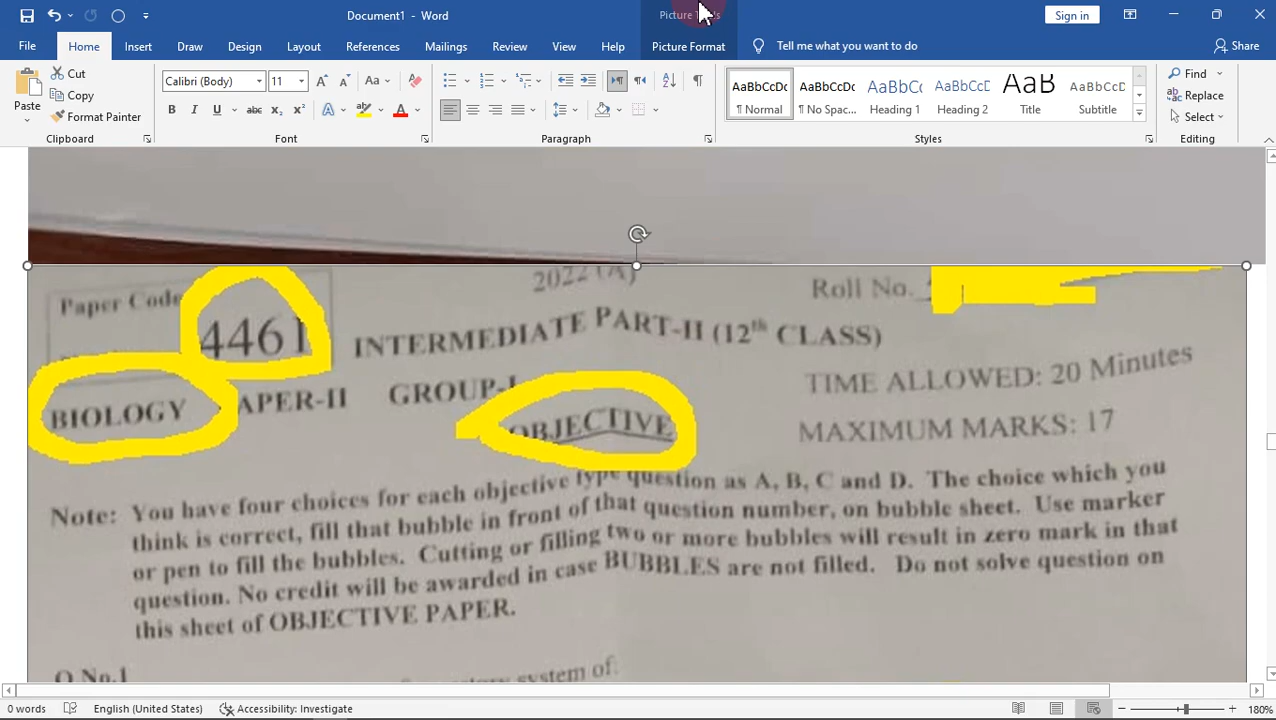 Document1 - Word
Picture Tools
Sign in
File Home Insert Draw Design Layout References Mailings Review View Help Picture Format Tell me what you want to do Share
Paste
Cut
Copy
Format Painter
Clipboard
Calibri (Body) 11
Font
Paragraph
AaBbCcDc AaBbCcDc AaBbCc AaBbCcD AaB AaBbCcD
¶ Normal ¶ No Spac... Heading 1 Heading 2 Title Subtitle
Styles
Find
Replace
Select
Editing
2022 (A)
Paper Code
Roll No.
4461
INTERMEDIATE PART-II (12th CLASS)
BIOLOGY PAPER-II GROUP-I
TIME ALLOWED: 20 Minutes
OBJECTIVE
MAXIMUM MARKS: 17
Note: You have four choices for each objective type question as A, B, C and D. The choice which you
think is correct, fill that bubble in front of that question number, on bubble sheet. Use marker
or pen to fill the bubbles. Cutting or filling two or more bubbles will result in zero mark in that
question. No credit will be awarded in case BUBBLES are not filled. Do not solve question on
this sheet of OBJECTIVE PAPER.
Q.No.1
system of:
0 words English (United States) Accessibility: Investigate 180%